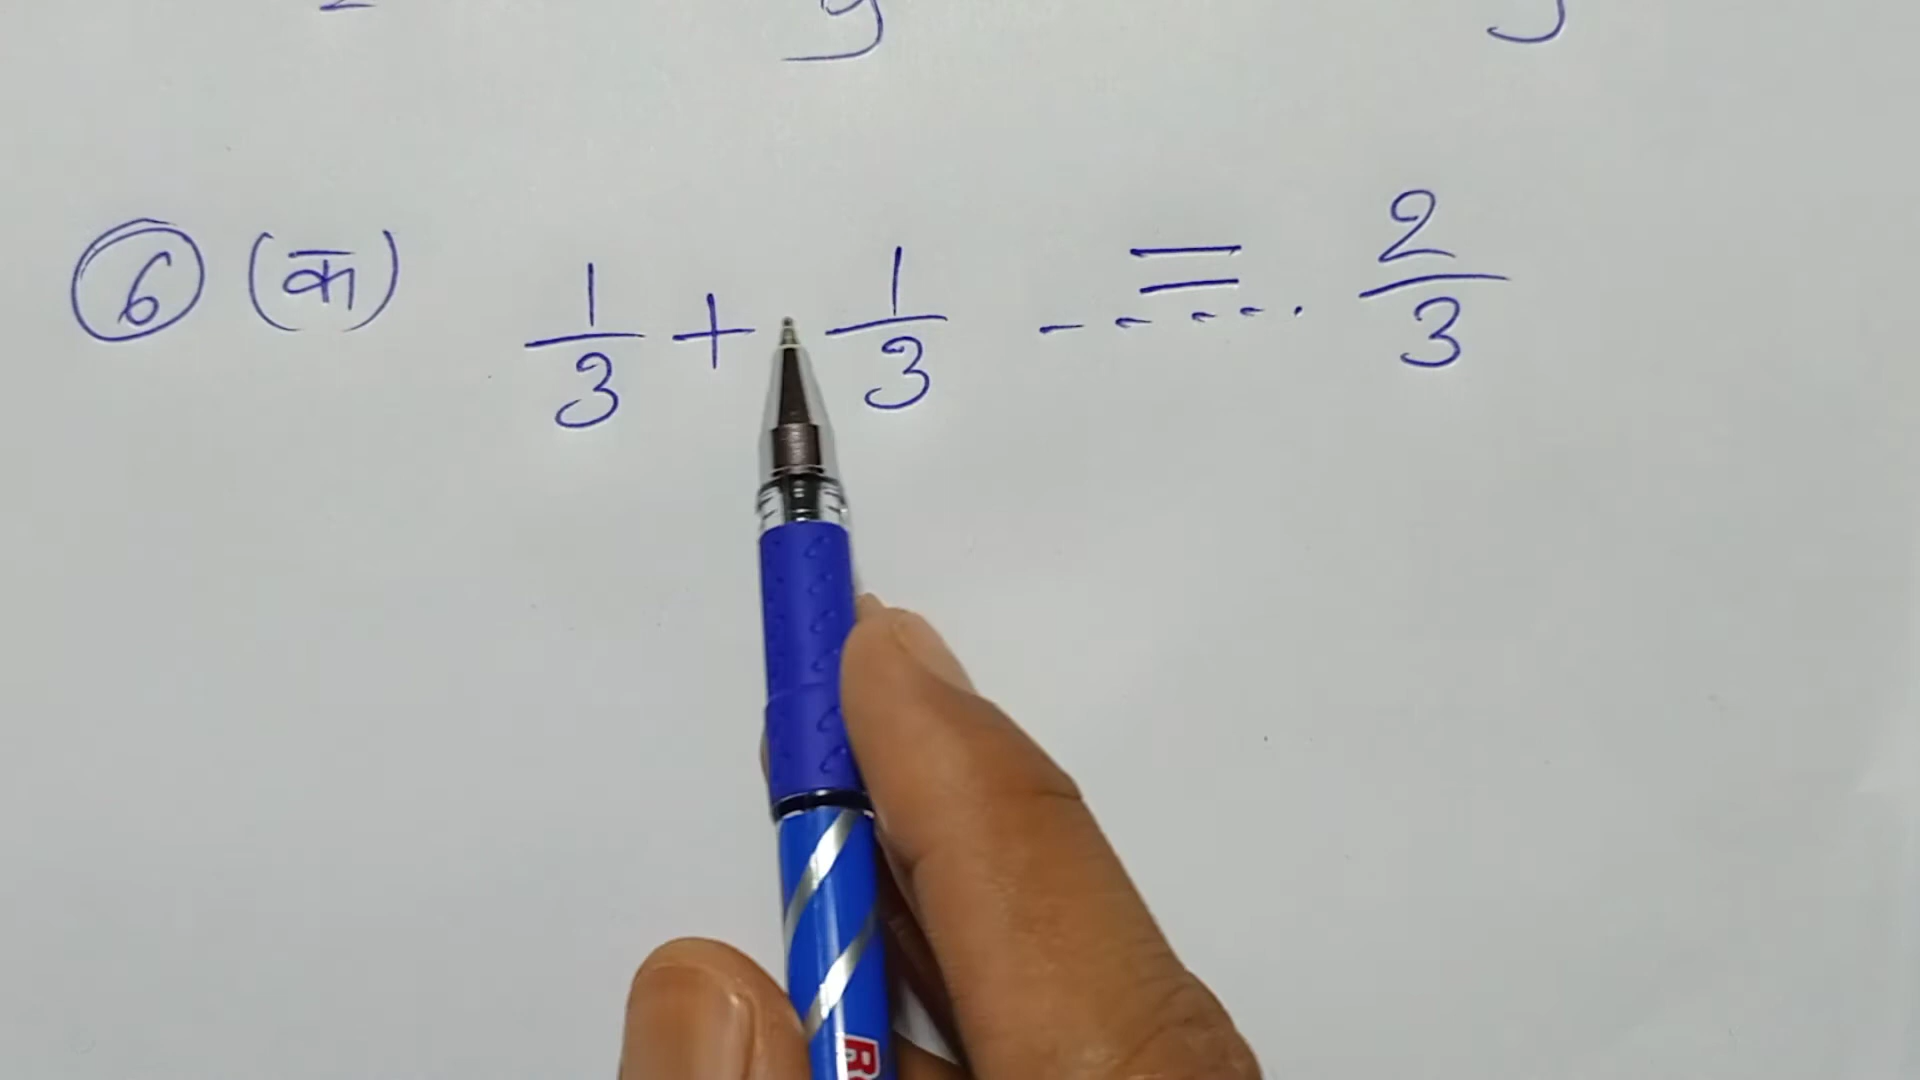 6 (क) 1/3 + 1/3 ----. = 2/3